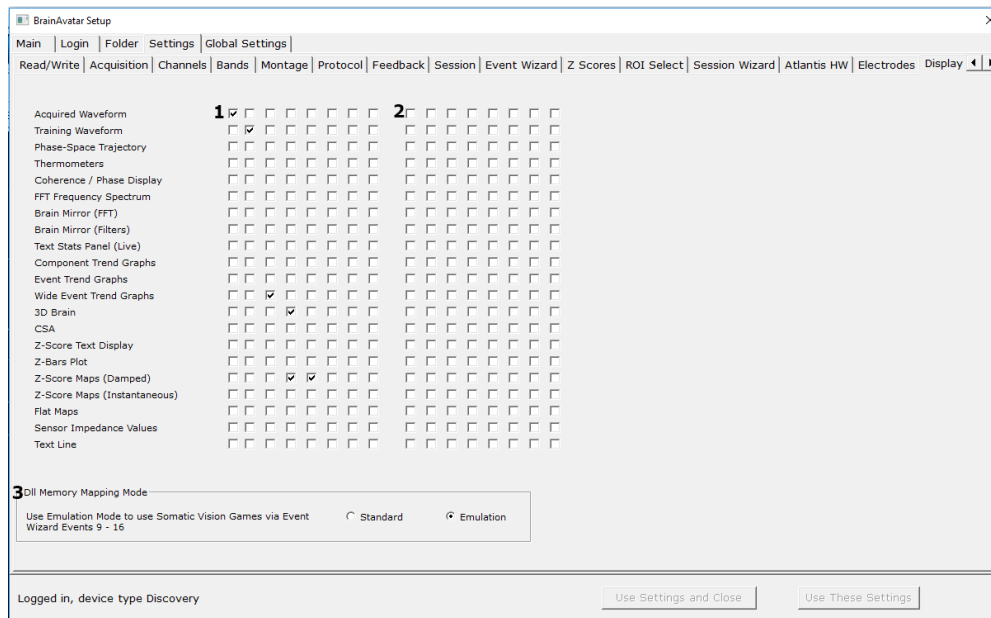 BrainAvatar Setup
Main Login Folder Settings Global Settings
Read/Write Acquisition Channels Bands Montage Protocol Feedback Session Event Wizard Z Scores ROI Select Session Wizard Atlantis HW Electrodes Display
Acquired Waveform 1 2
Training Waveform
Phase-Space Trajectory
Thermometers
Coherence / Phase Display
FFT Frequency Spectrum
Brain Mirror (FFT)
Brain Mirror (Filters)
Text Stats Panel (Live)
Component Trend Graphs
Event Trend Graphs
Wide Event Trend Graphs
3D Brain
CSA
Z-Score Text Display
Z-Bars Plot
Z-Score Maps (Damped)
Z-Score Maps (Instantaneous)
Flat Maps
Sensor Impedance Values
Text Line
3 Dll Memory Mapping Mode
Use Emulation Mode to use Somatic Vision Games via Event Standard Emulation
Wizard Events 9 - 16
Logged in, device type Discovery Use Settings and Close Use These Settings